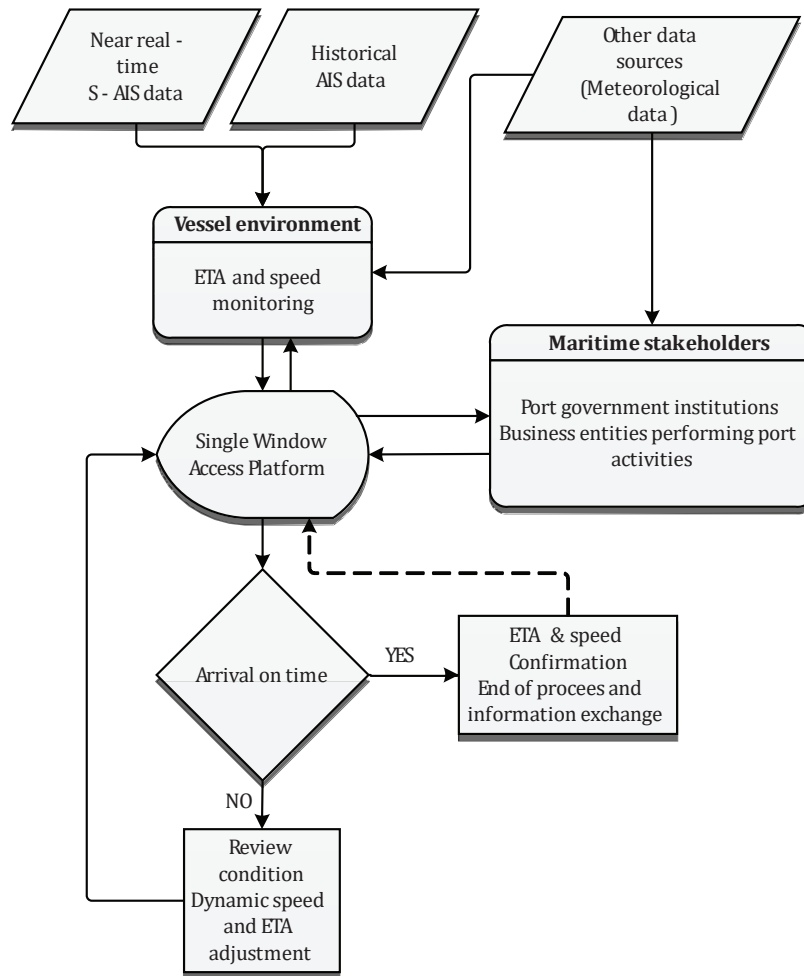 Near real -
time
S - AIS data
Historical
AIS data
Other data
sources
(Meteorological
data )
Vessel environment
ETA and speed
monitoring
Maritime stakeholders
Port government institutions
Business entities performing port
activities
Single Window
Access Platform
Arrival on time
YES
ETA & speed
Confirmation
End of procees and
information exchange
NO
Review
condition
Dynamic speed
and ETA
adjustment